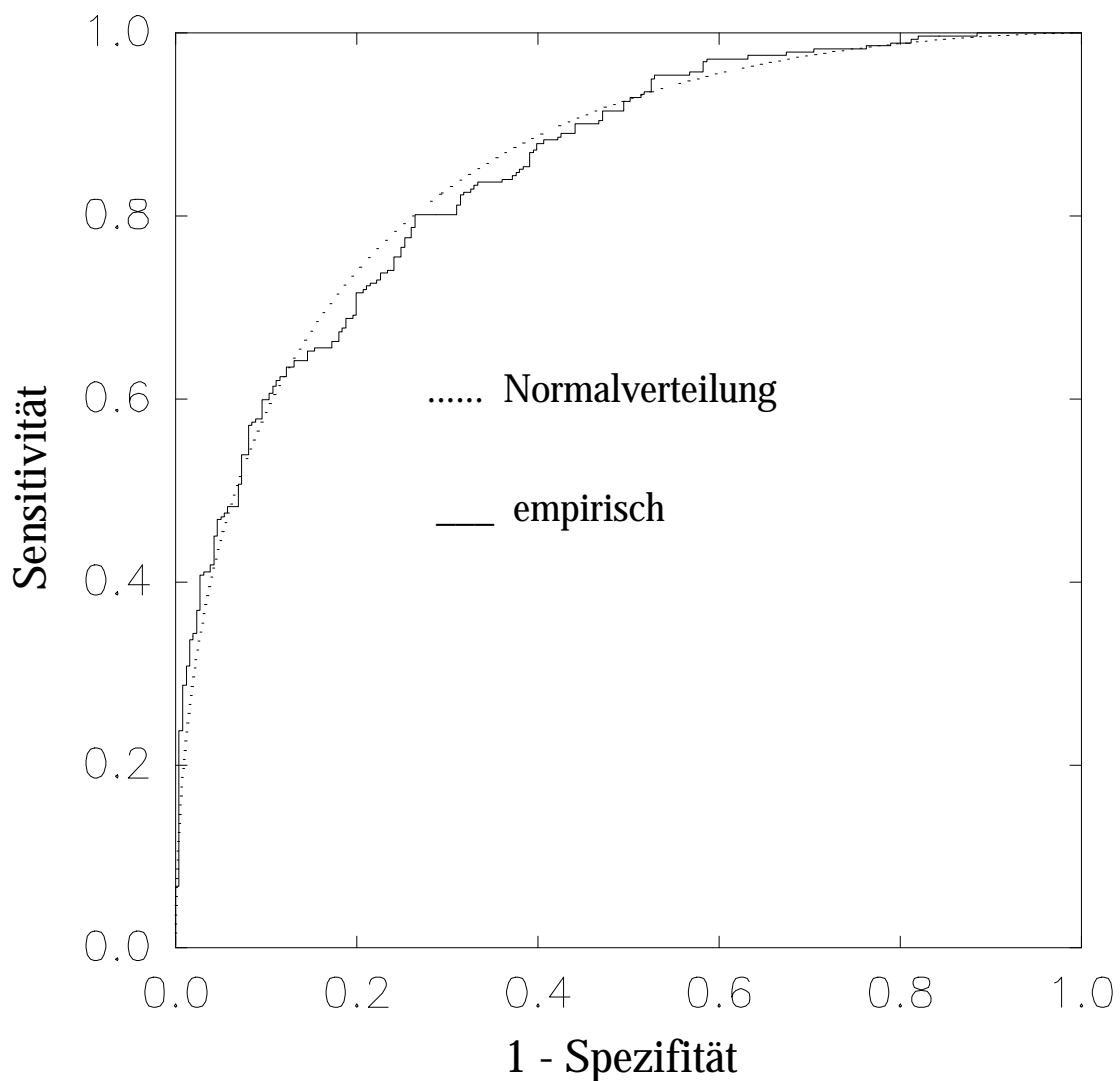 1.0
0.8
0.6
0.4
0.2
0.0
Sensitivität
...... Normalverteilung
___ empirisch
0.0 0.2 0.4 0.6 0.8 1.0
1 - Spezifität